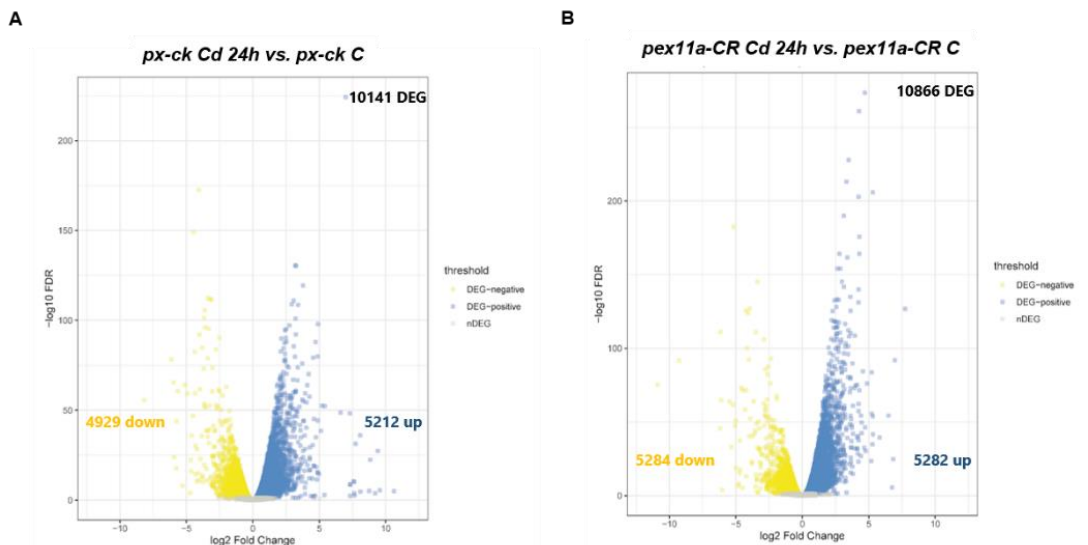 A
px-ck Cd 24h vs. px-ck C
10141 DEG
200
150
100
50
0
−log10 FDR
4929 down
5212 up
−10
−5
0
5
10
log2 Fold Change
threshold
DEG−negative
DEG−positive
nDEG
B
pex11a-CR Cd 24h vs. pex11a-CR C
10866 DEG
200
100
0
−log10 FDR
5284 down
5282 up
−10
−5
0
5
10
log2 Fold Change
threshold
DEG−negative
DEG−positive
nDEG